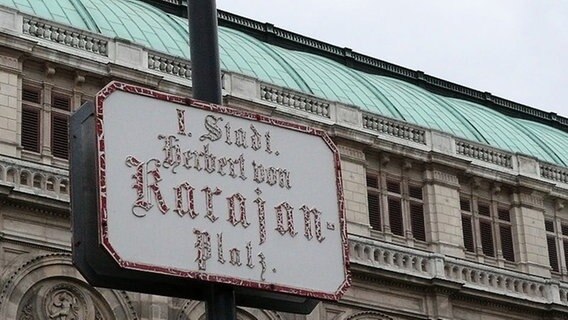 I. Stadt.
Herbert von
Karajan-
Platz.